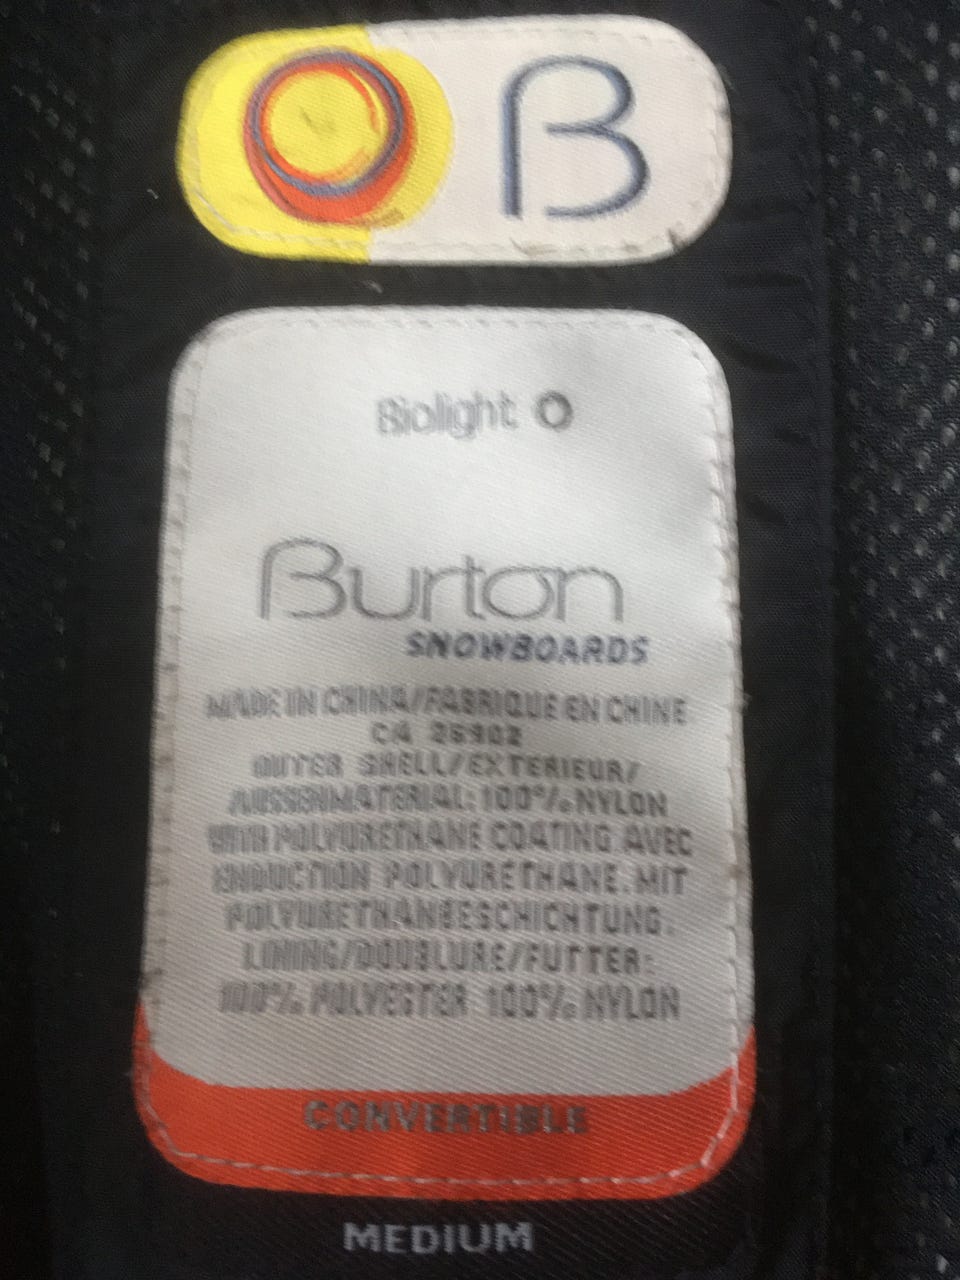 B
Biolight
Burton
SNOWBOARDS
MADE IN CHINA/FABRIQUE EN CHINE
CA 26902
OUTER SHELL/EXTERIEUR/
AUSSENMATERIAL: 100% NYLON
WITH POLYURETHANE COATING AVEC
ENDUCTION POLYURETHANE. MIT
POLYURETHANBESCHICHTUNG.
LINING/DOUBLURE/FUTTER:
100% POLYESTER 100% NYLON
CONVERTIBLE
MEDIUM